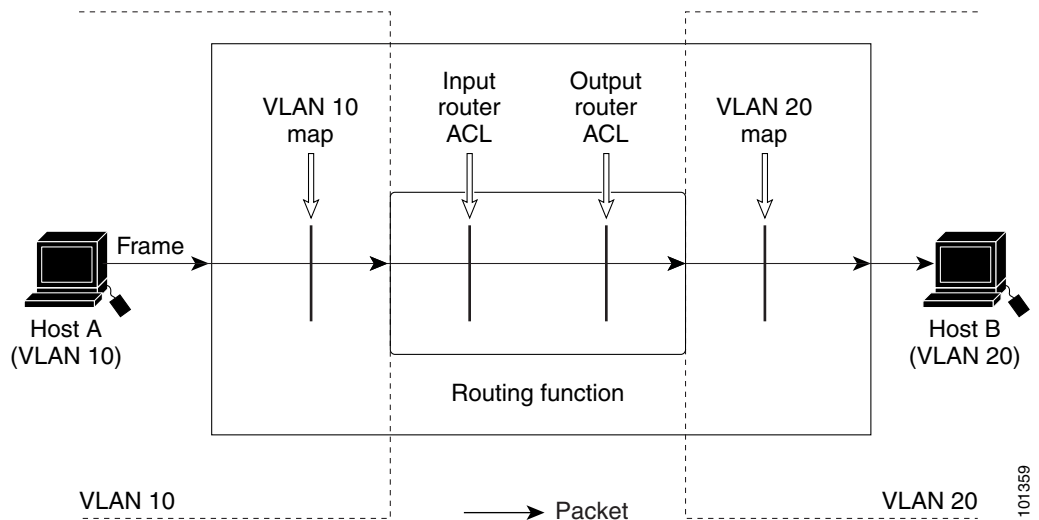 VLAN 10
map
Input
router
ACL
Output
router
ACL
VLAN 20
map
Frame
Host A
(VLAN 10)
Host B
(VLAN 20)
Routing function
VLAN 10
Packet
VLAN 20
101359